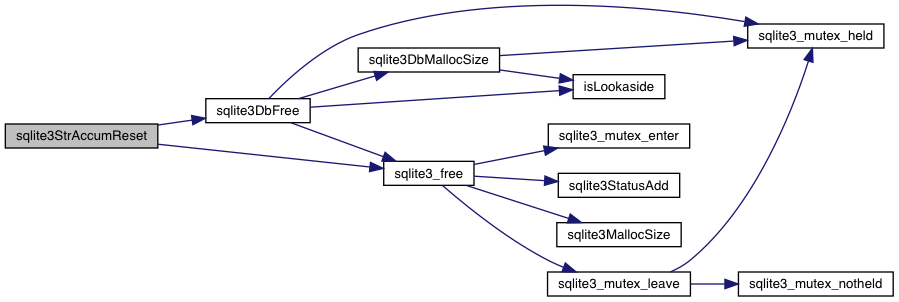 sqlite3StrAccumReset
sqlite3DbFree
sqlite3DbMallocSize
sqlite3_mutex_held
isLookaside
sqlite3_free
sqlite3_mutex_enter
sqlite3StatusAdd
sqlite3MallocSize
sqlite3_mutex_leave
sqlite3_mutex_notheld